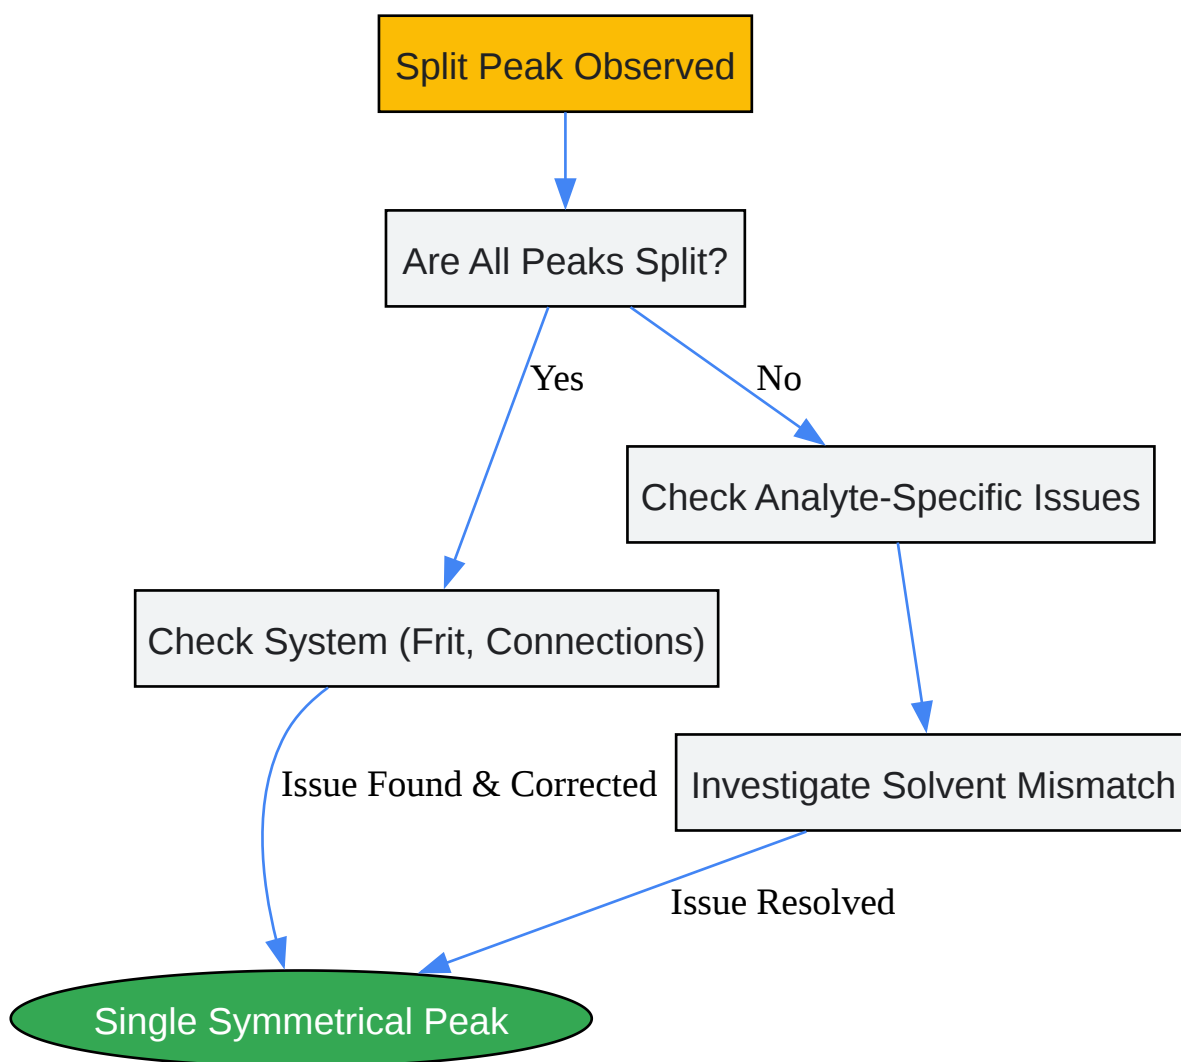 Split Peak Observed
Are All Peaks Split?
Yes
No
Check Analyte-Specific Issues
Check System (Frit, Connections)
Issue Found & Corrected
Investigate Solvent Mismatch
Issue Resolved
Single Symmetrical Peak